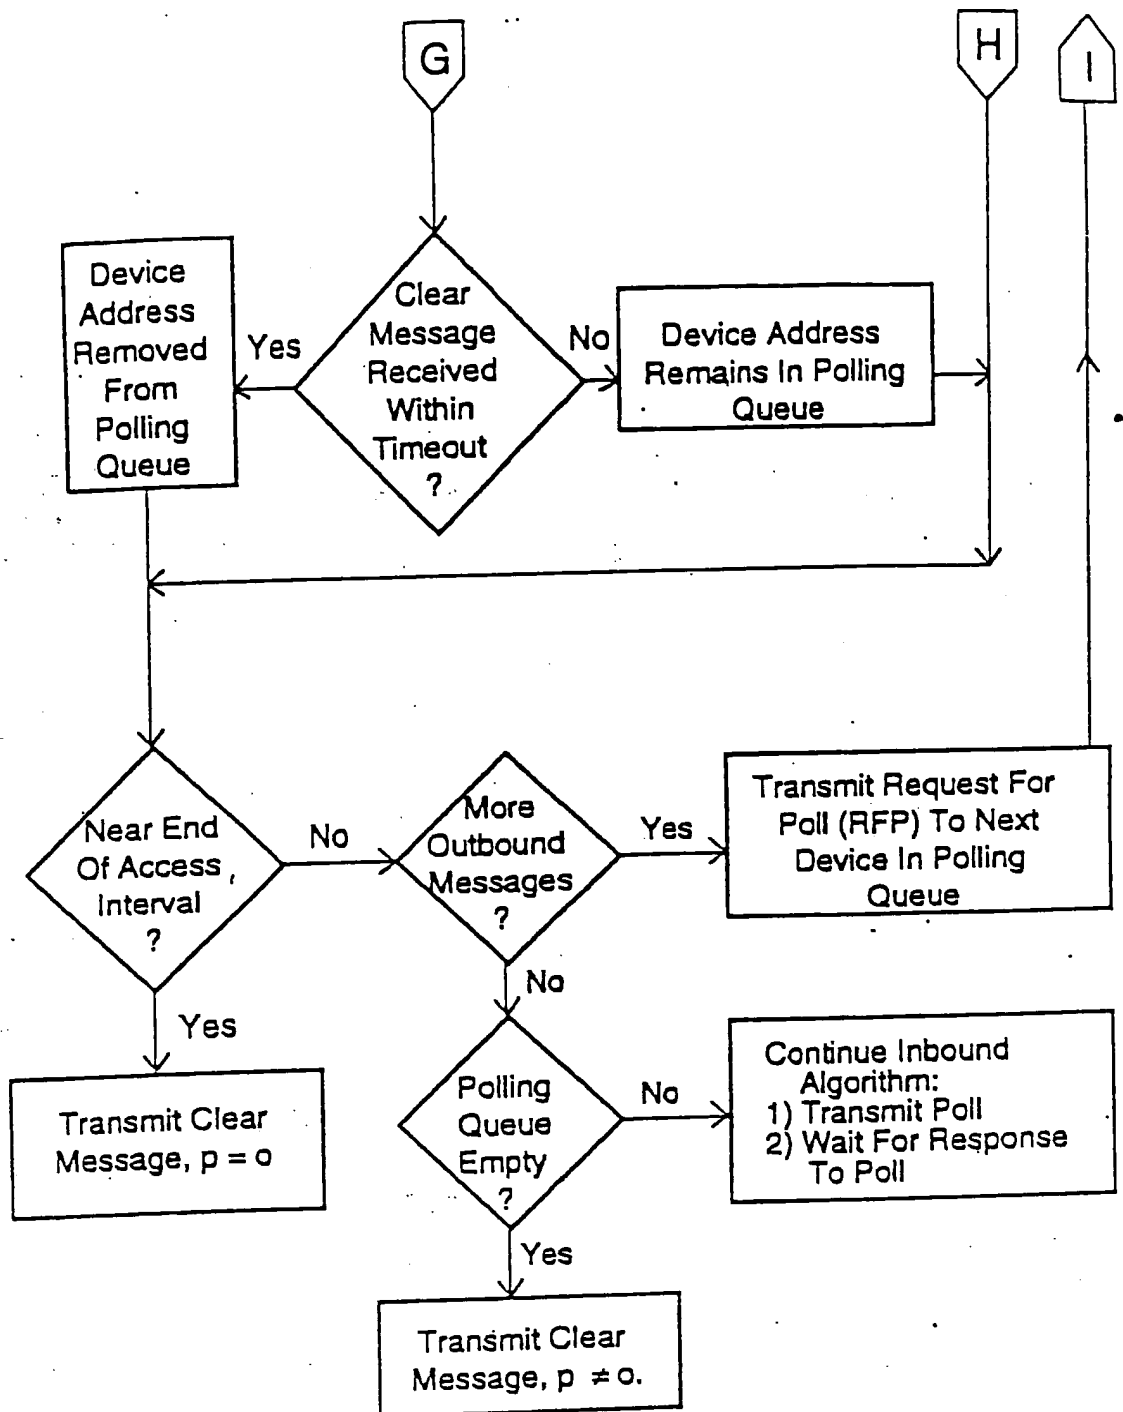 G
H
I
Device
Address
Removed
From
Polling
Queue
Yes
Clear
Message
Received
Within
Timeout
?
No
Device Address
Remains In Polling
Queue
Near End
Of Access
Interval
?
No
More
Outbound
Messages
?
Yes
Transmit Request For
Poll (RFP) To Next
Device In Polling
Queue
Yes
No
Transmit Clear
Message, p = o
Polling
Queue
Empty
?
No
Continue Inbound
Algorithm:
1) Transmit Poll
2) Wait For Response
To Poll
Yes
Transmit Clear
Message, p ≠ o.